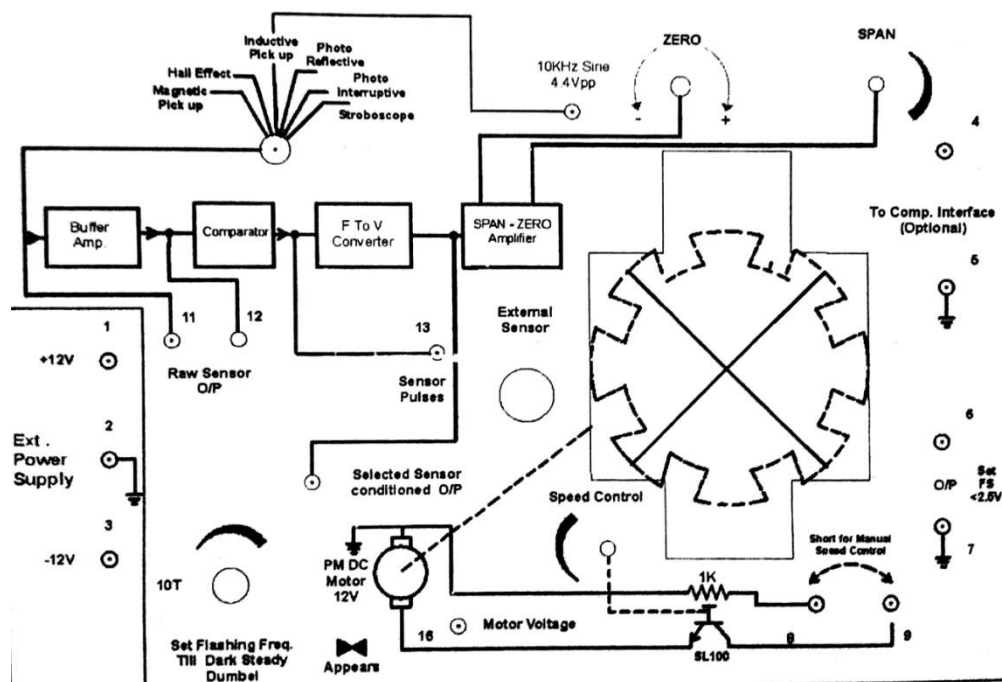 Inductive
Pick up
Photo
Reflective
Hall Effect
Magnetic
Pick up
Photo
Interruptive
Stroboscope
10KHz Sine
4.4Vpp
ZERO
-
+
SPAN
4
Buffer
Amp.
Comparator
F To V
Converter
SPAN - ZERO
Amplifier
To Comp. Interface
(Optional)
5
11
12
13
Raw Sensor
O/P
Sensor
Pulses
External
Sensor
1
+12V
2
Ext .
Power
Supply
3
-12V
6
O/P
Set
FS
<2.5V
7
Selected Sensor
conditioned O/P
Speed Control
10T
PM DC
Motor
12V
1K
Short for Manual
Speed Control
Set Flashing Freq.
Till Dark Steady
Dumbel
Appears
16
Motor Voltage
SL100
8
9